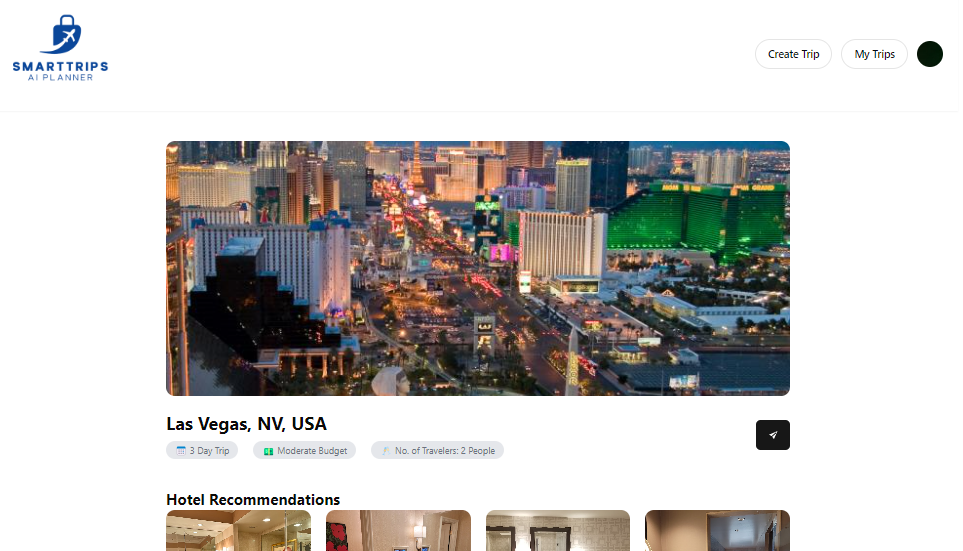 SMARTTRIPS
AI PLANNER
Create Trip
My Trips
MGM
Las Vegas, NV, USA
3 Day Trip
Moderate Budget
No. of Travelers: 2 People
Hotel Recommendations